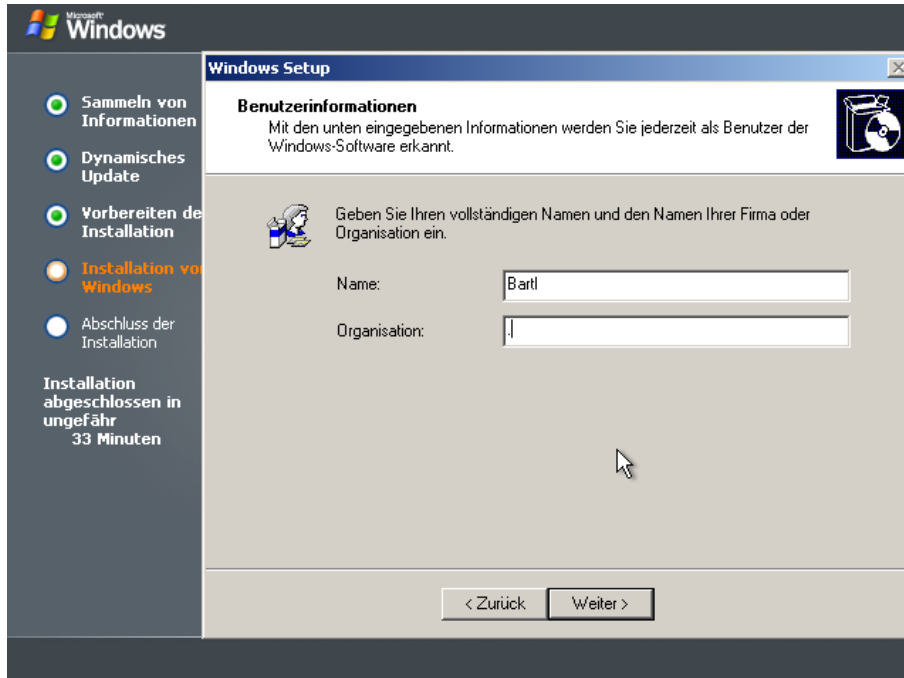 Microsoft
Windows
Windows Setup
Sammeln von
Informationen
Dynamisches
Update
Vorbereiten de
Installation
Installation vo
Windows
Abschluss der
Installation
Installation
abgeschlossen in
ungefähr
33 Minuten
Benutzerinformationen
Mit den unten eingegebenen Informationen werden Sie jederzeit als Benutzer der
Windows-Software erkannt.
Geben Sie Ihren vollständigen Namen und den Namen Ihrer Firma oder
Organisation ein.
Name: Bartl
Organisation: .
< Zurück Weiter >